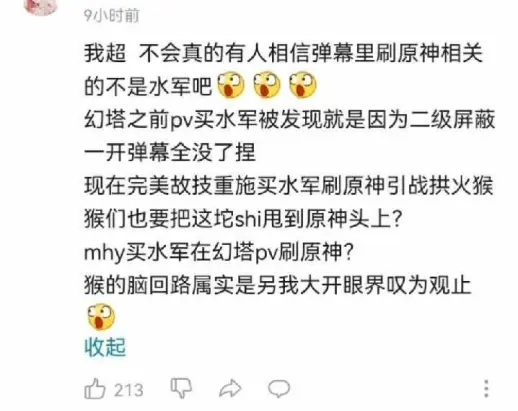 9小时前
我超 不会真的有人相信弹幕里刷原神相关
的不是水军吧
幻塔之前pv买水军被发现就是因为二级屏蔽
一开弹幕全没了捏
现在完美故技重施买水军刷原神引战拱火猴
猴们也要把这坨shi甩到原神头上？
mhy买水军在幻塔pv刷原神？
猴的脑回路属实是另我大开眼界叹为观止
收起
213